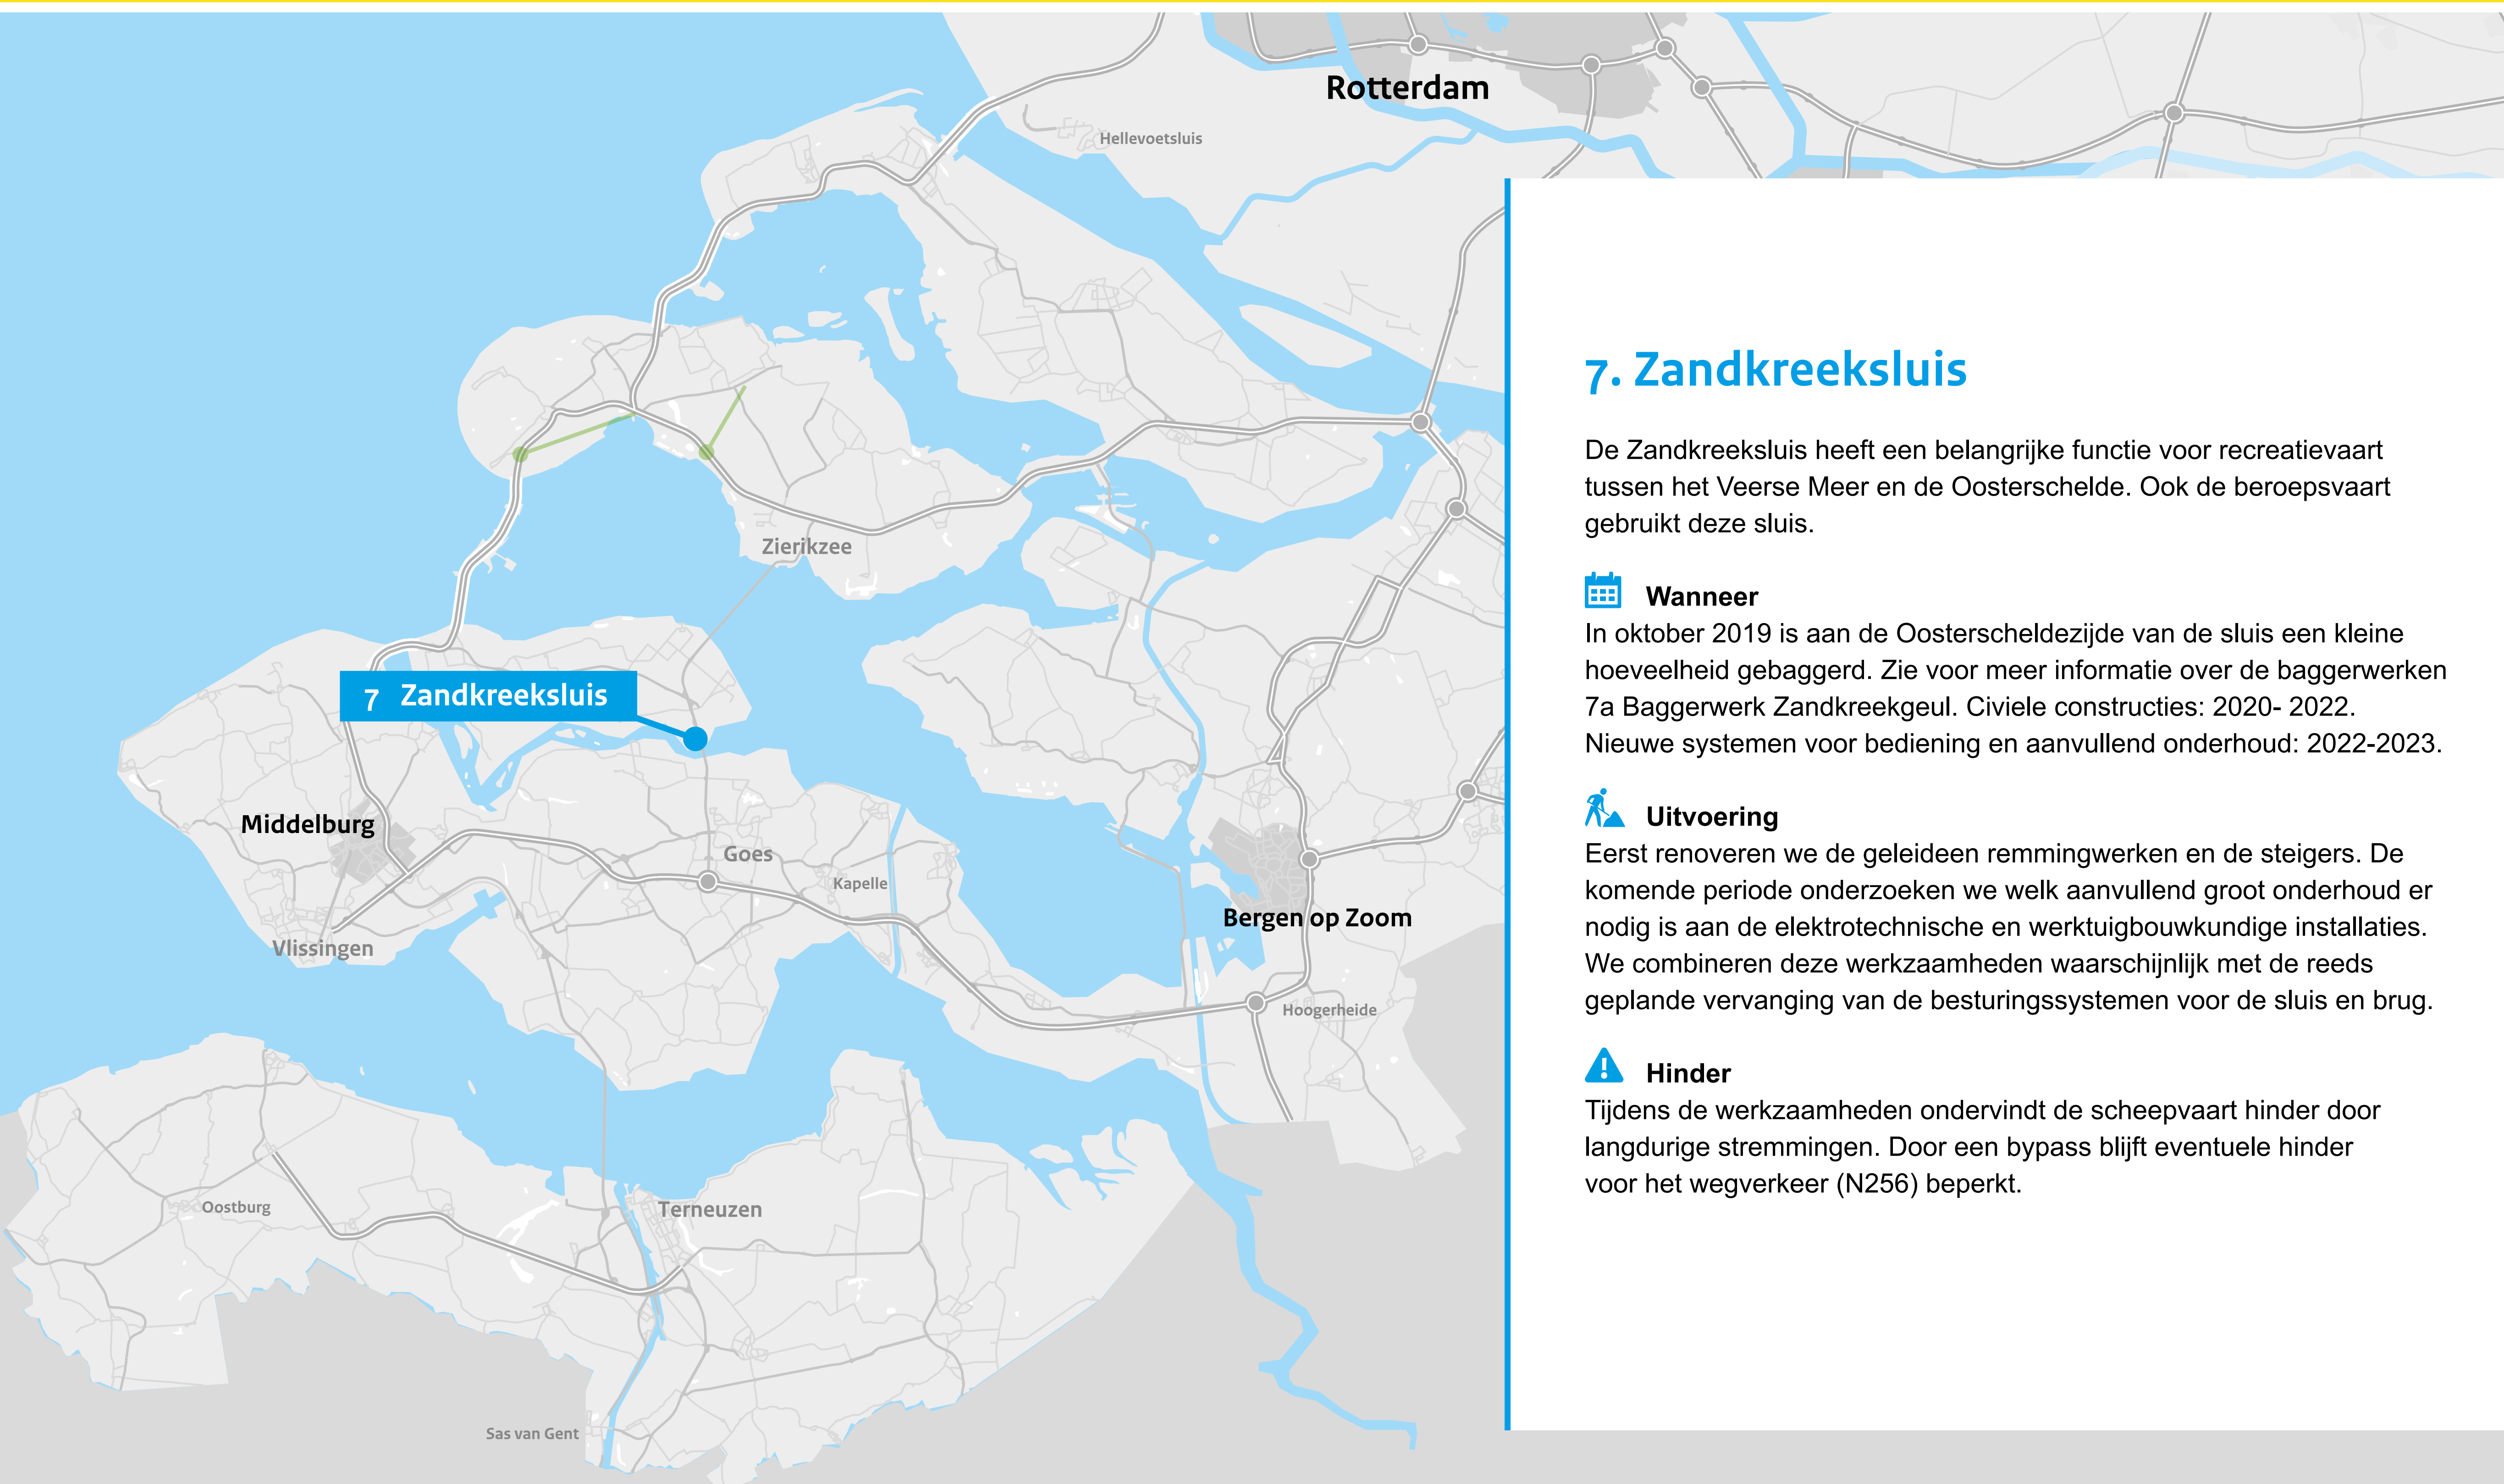 Rotterdam
Hellevoetsluis
Zierikzee
7 Zandkreeksluis
Middelburg
Goes
Kapelle
Bergen op Zoom
Vlissingen
Hoogerheide
Oostburg
Terneuzen
Sas van Gent
7. Zandkreeksluis
De Zandkreeksluis heeft een belangrijke functie voor recreatievaart
tussen het Veerse Meer en de Oosterschelde. Ook de beroepsvaart
gebruikt deze sluis.
Wanneer
In oktober 2019 is aan de Oosterscheldezijde van de sluis een kleine
hoeveelheid gebaggerd. Zie voor meer informatie over de baggerwerken
7a Baggerwerk Zandkreekgeul. Civiele constructies: 2020- 2022.
Nieuwe systemen voor bediening en aanvullend onderhoud: 2022-2023.
Uitvoering
Eerst renoveren we de geleideen remmingwerken en de steigers. De
komende periode onderzoeken we welk aanvullend groot onderhoud er
nodig is aan de elektrotechnische en werktuigbouwkundige installaties.
We combineren deze werkzaamheden waarschijnlijk met de reeds
geplande vervanging van de besturingssystemen voor de sluis en brug.
Hinder
Tijdens de werkzaamheden ondervindt de scheepvaart hinder door
langdurige stremmingen. Door een bypass blijft eventuele hinder
voor het wegverkeer (N256) beperkt.